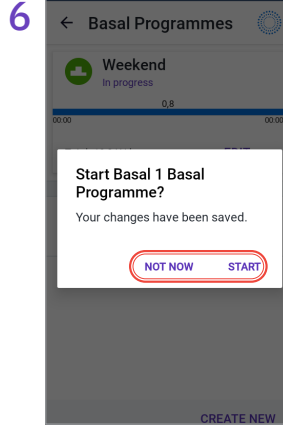 6
Basal Programmes
Weekend
In progress
0,8
00:00 00:00
Start Basal 1 Basal
Programme?
Your changes have been saved.
NOT NOW START
CREATE NEW